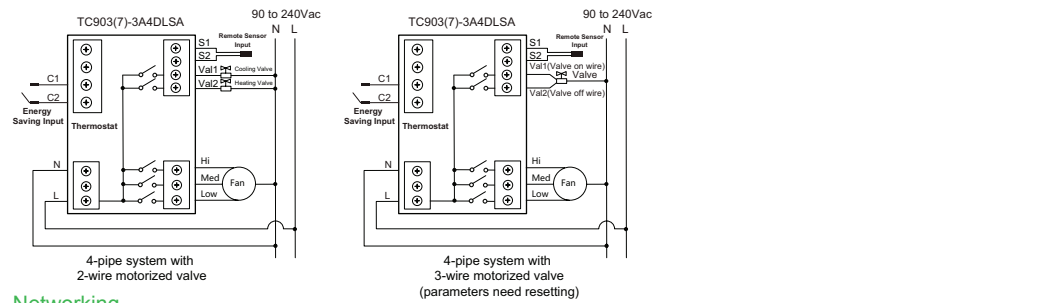 TC903(7)-3A4DLSA
90 to 240Vac
N L
Remote Sensor
Input
S1
S2
Val1 Cooling Valve
Val2 Heating Valve
C1
C2
Energy
Saving Input
Thermostat
N
L
Hi
Med
Low
Fan
4-pipe system with
2-wire motorized valve
TC903(7)-3A4DLSA
90 to 240Vac
N L
Remote Sensor
Input
S1
S2
Val1(Valve on wire)
Valve
Val2(Valve off wire)
C1
C2
Energy
Saving Input
Thermostat
N
L
Hi
Med
Low
Fan
4-pipe system with
3-wire motorized valve
(parameters need resetting)
Networking